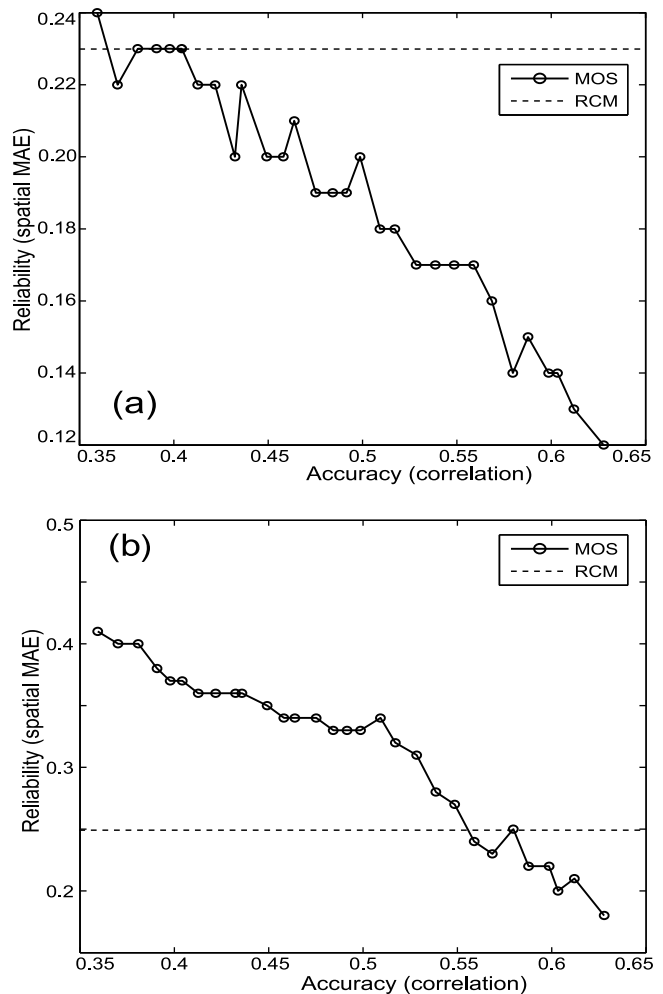 0.24
0.22
0.20
0.18
0.16
0.14
0.12
Reliability (spatial MAE)
MOS
RCM
(a)
0.35 0.4 0.45 0.5 0.55 0.6 0.65
Accuracy (correlation)
0.5
0.4
0.3
0.2
Reliability (spatial MAE)
(b)
MOS
RCM
0.35 0.4 0.45 0.5 0.55 0.6 0.65
Accuracy (correlation)